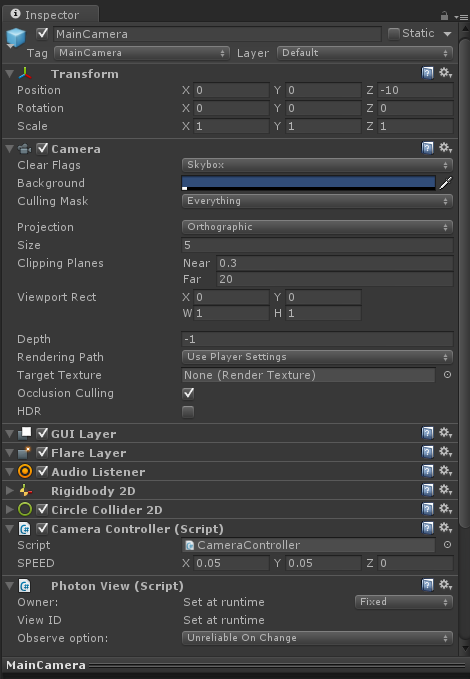 Inspector
MainCamera Static
Tag MainCamera Layer Default
Transform
Position X 0 Y 0 Z -10
Rotation X 0 Y 0 Z 0
Scale X 1 Y 1 Z 1
Camera
Clear Flags Skybox
Background
Culling Mask Everything
Projection Orthographic
Size 5
Clipping Planes Near 0.3
Far 20
Viewport Rect X 0 Y 0
W 1 H 1
Depth -1
Rendering Path Use Player Settings
Target Texture None (Render Texture)
Occlusion Culling
HDR
GUI Layer
Flare Layer
Audio Listener
Rigidbody 2D
Circle Collider 2D
Camera Controller (Script)
Script CameraController
SPEED X 0.05 Y 0.05 Z 0
Photon View (Script)
Owner: Set at runtime Fixed
View ID Set at runtime
Observe option: Unreliable On Change
MainCamera